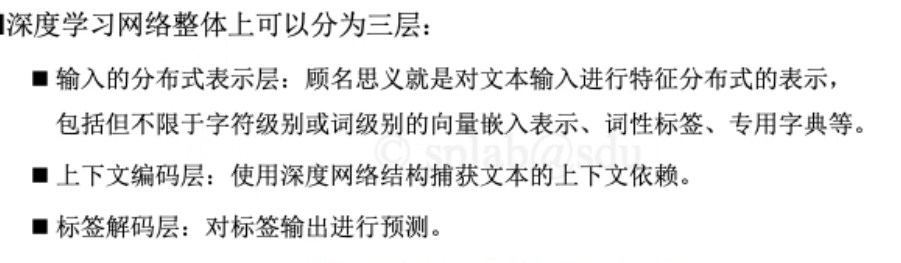 深度学习网络整体上可以分为三层：
■ 输入的分布式表示层：顾名思义就是对文本输入进行特征分布式的表示，
包括但不限于字符级别或词级别的向量嵌入表示、词性标签、专用字典等。
© splab@sdu
■ 上下文编码层：使用深度网络结构捕获文本的上下文依赖。
■ 标签解码层：对标签输出进行预测。